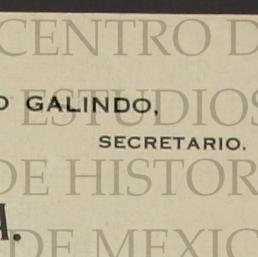 CENTRO D
O GALINDO,
ESTUDIOS
SECRETARIO.
DE HISTOR
A.
DE MEXIC